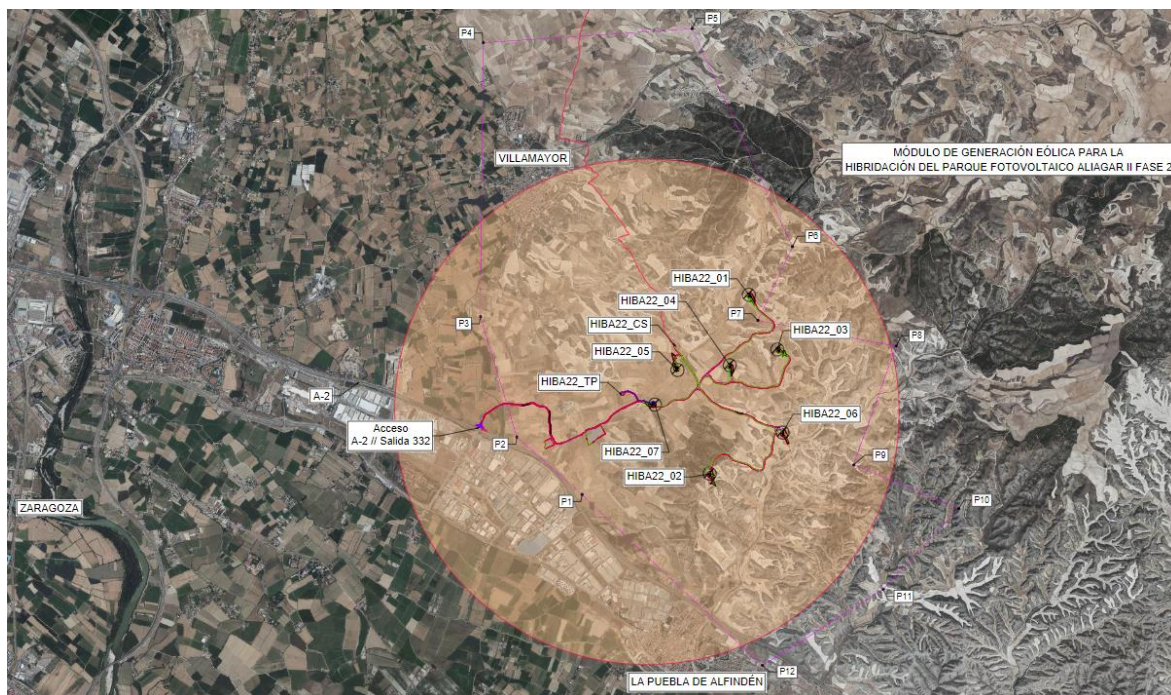 P4
P5
VILLAMAYOR
MÓDULO DE GENERACIÓN EÓLICA PARA LA
HIBRIDACIÓN DEL PARQUE FOTOVOLTAICO ALIAGAR II FASE 2
P6
HIBA22_01
HIBA22_04
P7
P3
HIBA22_CS
HIBA22_03
P8
HIBA22_05
HIBA22_TP
A-2
HIBA22_06
Acceso
A-2 // Salida 332
P2
HIBA22_07
P9
HIBA22_02
P1
P10
ZARAGOZA
P11
P12
LA PUEBLA DE ALFINDÉN